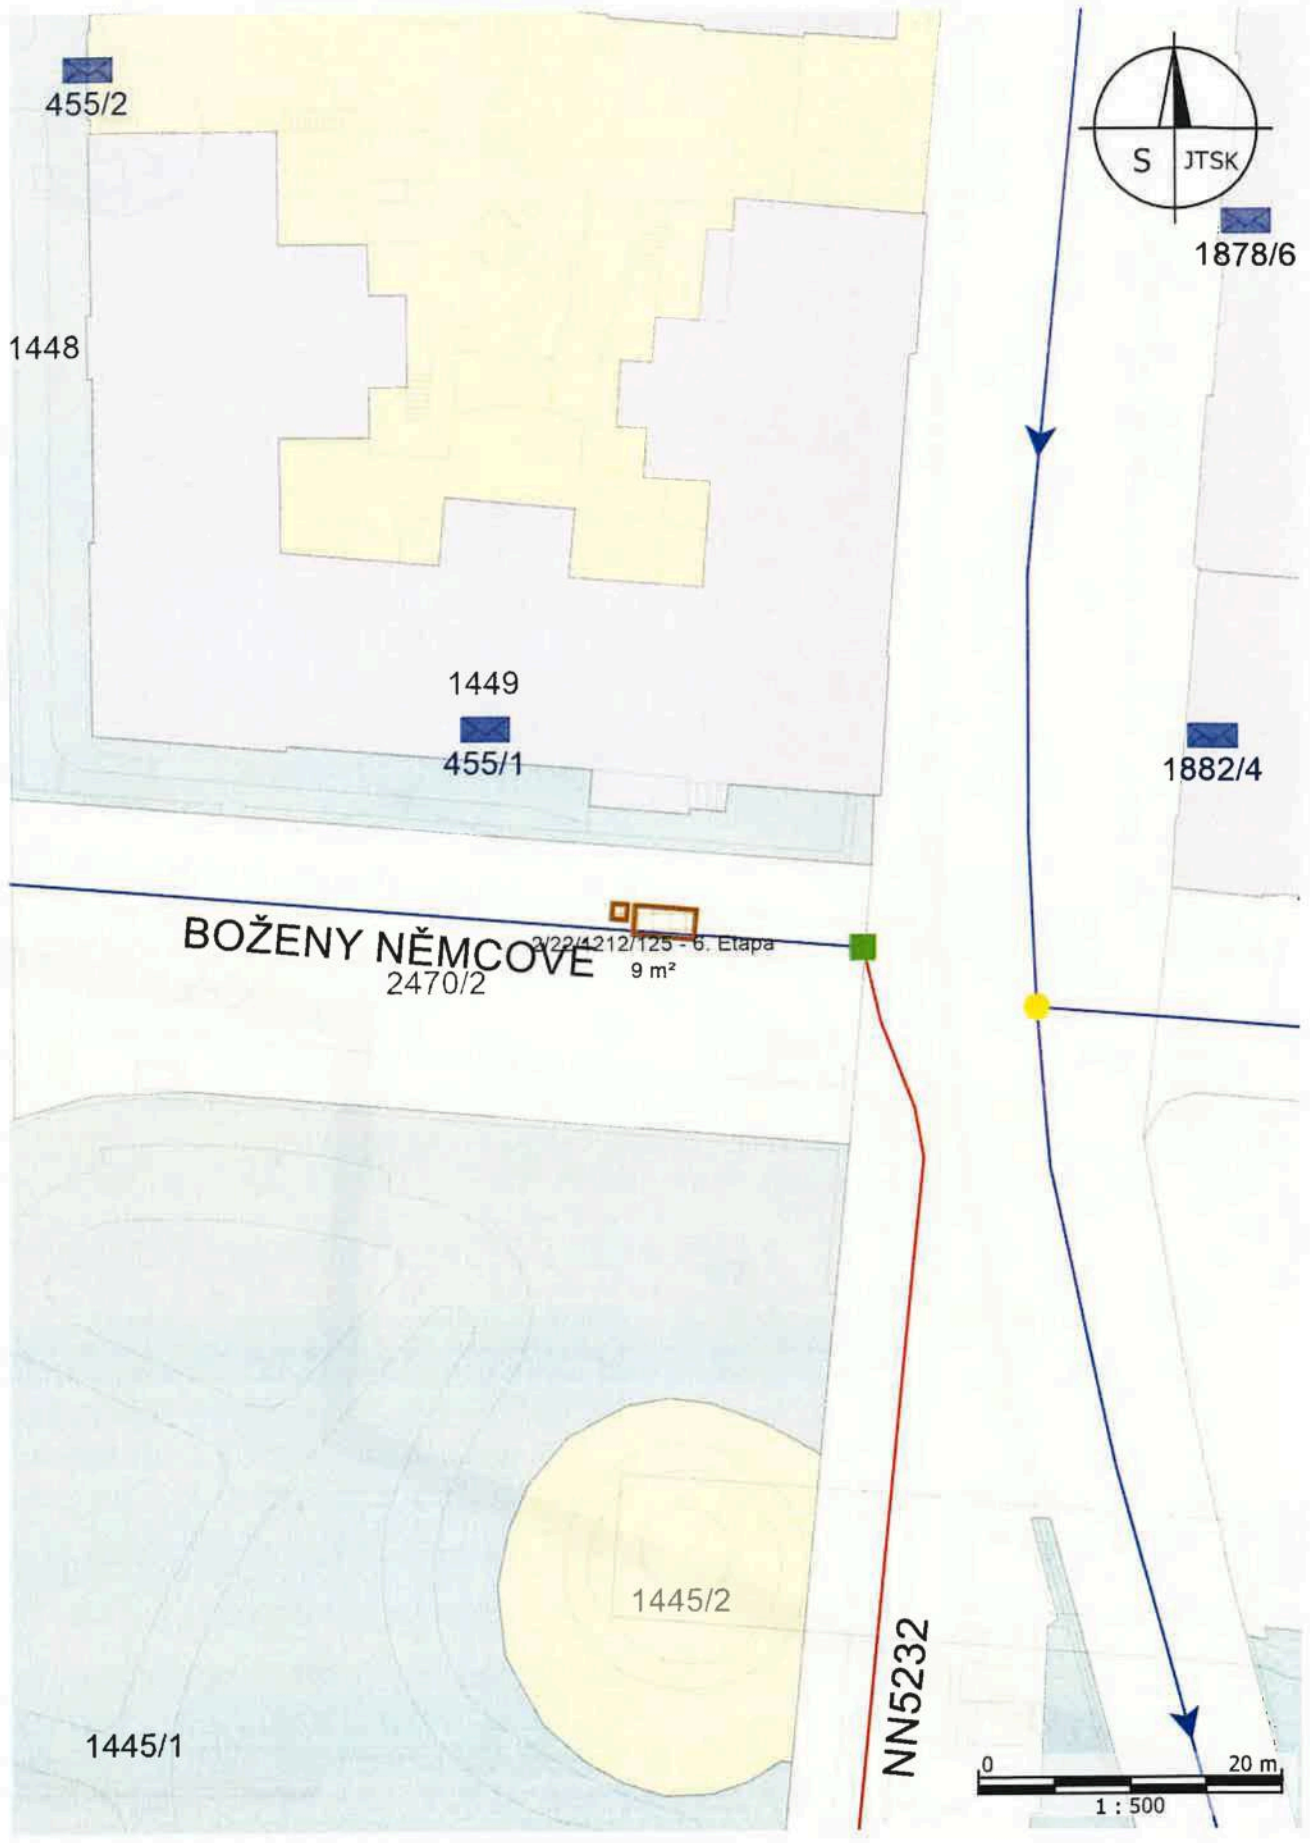 455/2
S JTSK
1878/6
1448
1449
455/1
1882/4
BOŽENY NĚMCOVÉ
2/22/1212/125 - 6. Etapa
9 m²
2470/2
1445/2
NN5232
1445/1
0 20 m
1 : 500